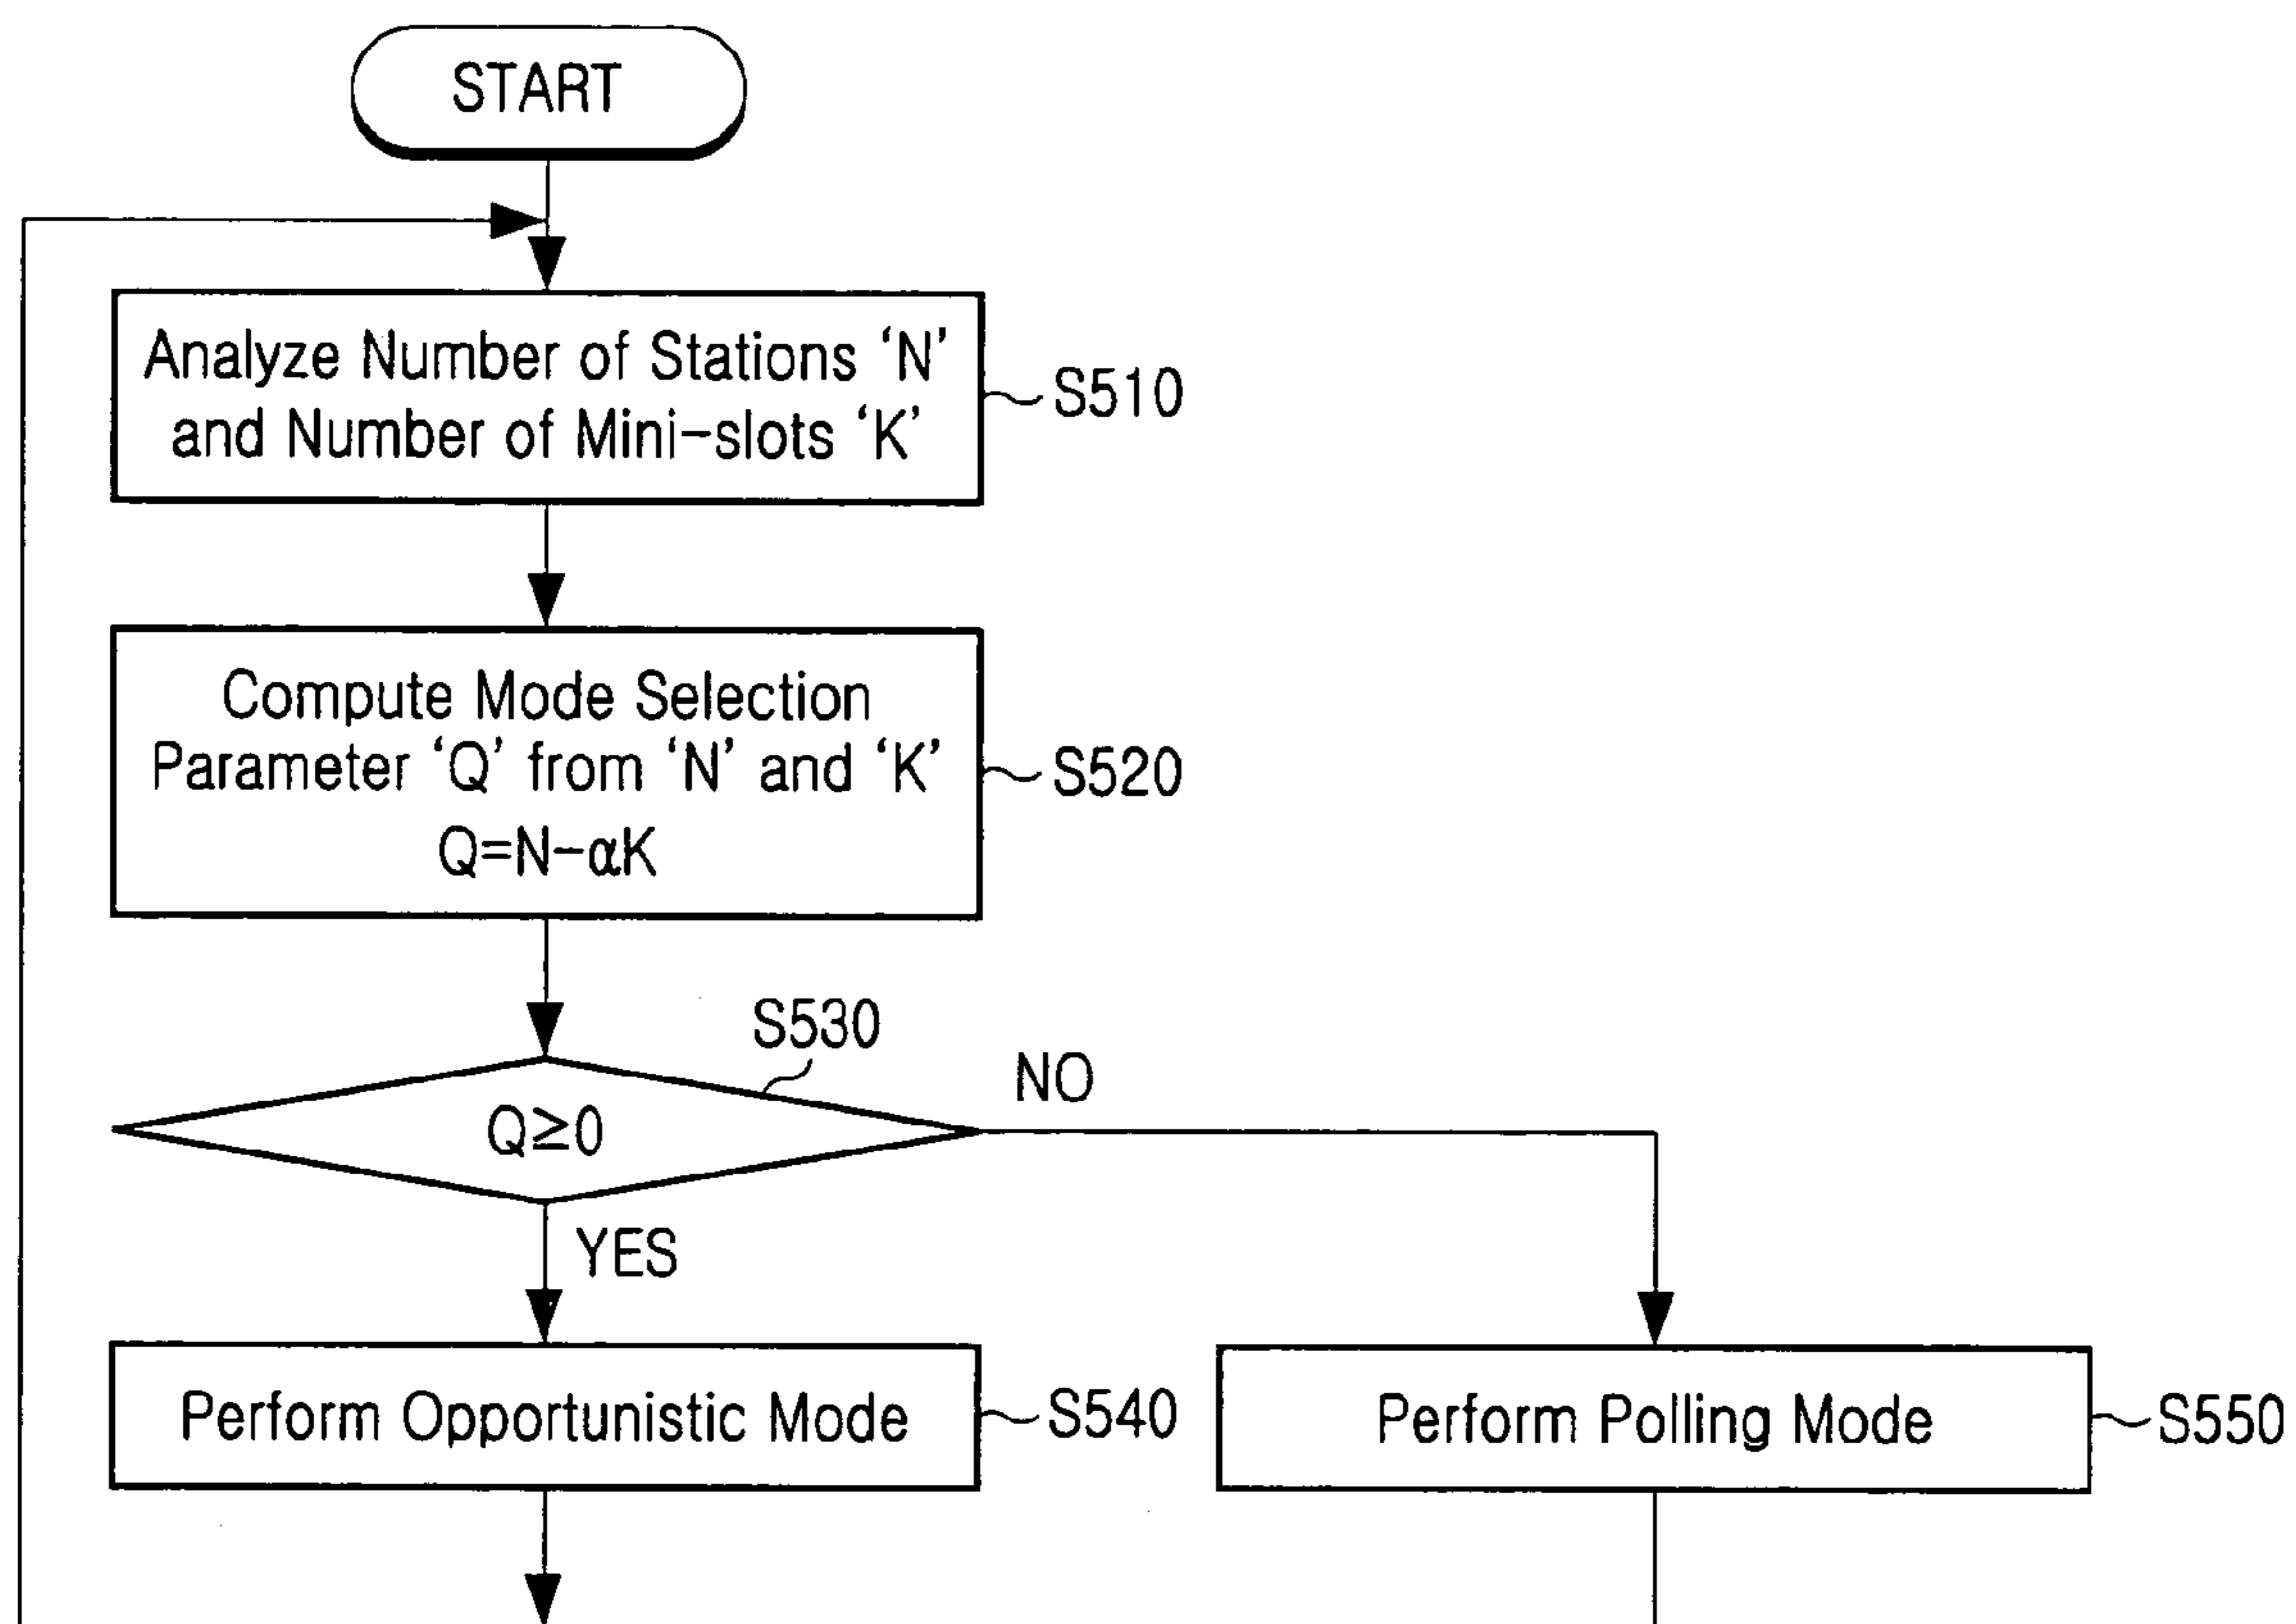 START
Analyze Number of Stations ‘N’
and Number of Mini-slots ‘K’
S510
Compute Mode Selection
Parameter ‘Q’ from ‘N’ and ‘K’
Q=N-αK
S520
S530
Q≧0
NO
YES
Perform Opportunistic Mode
S540
Perform Polling Mode
S550